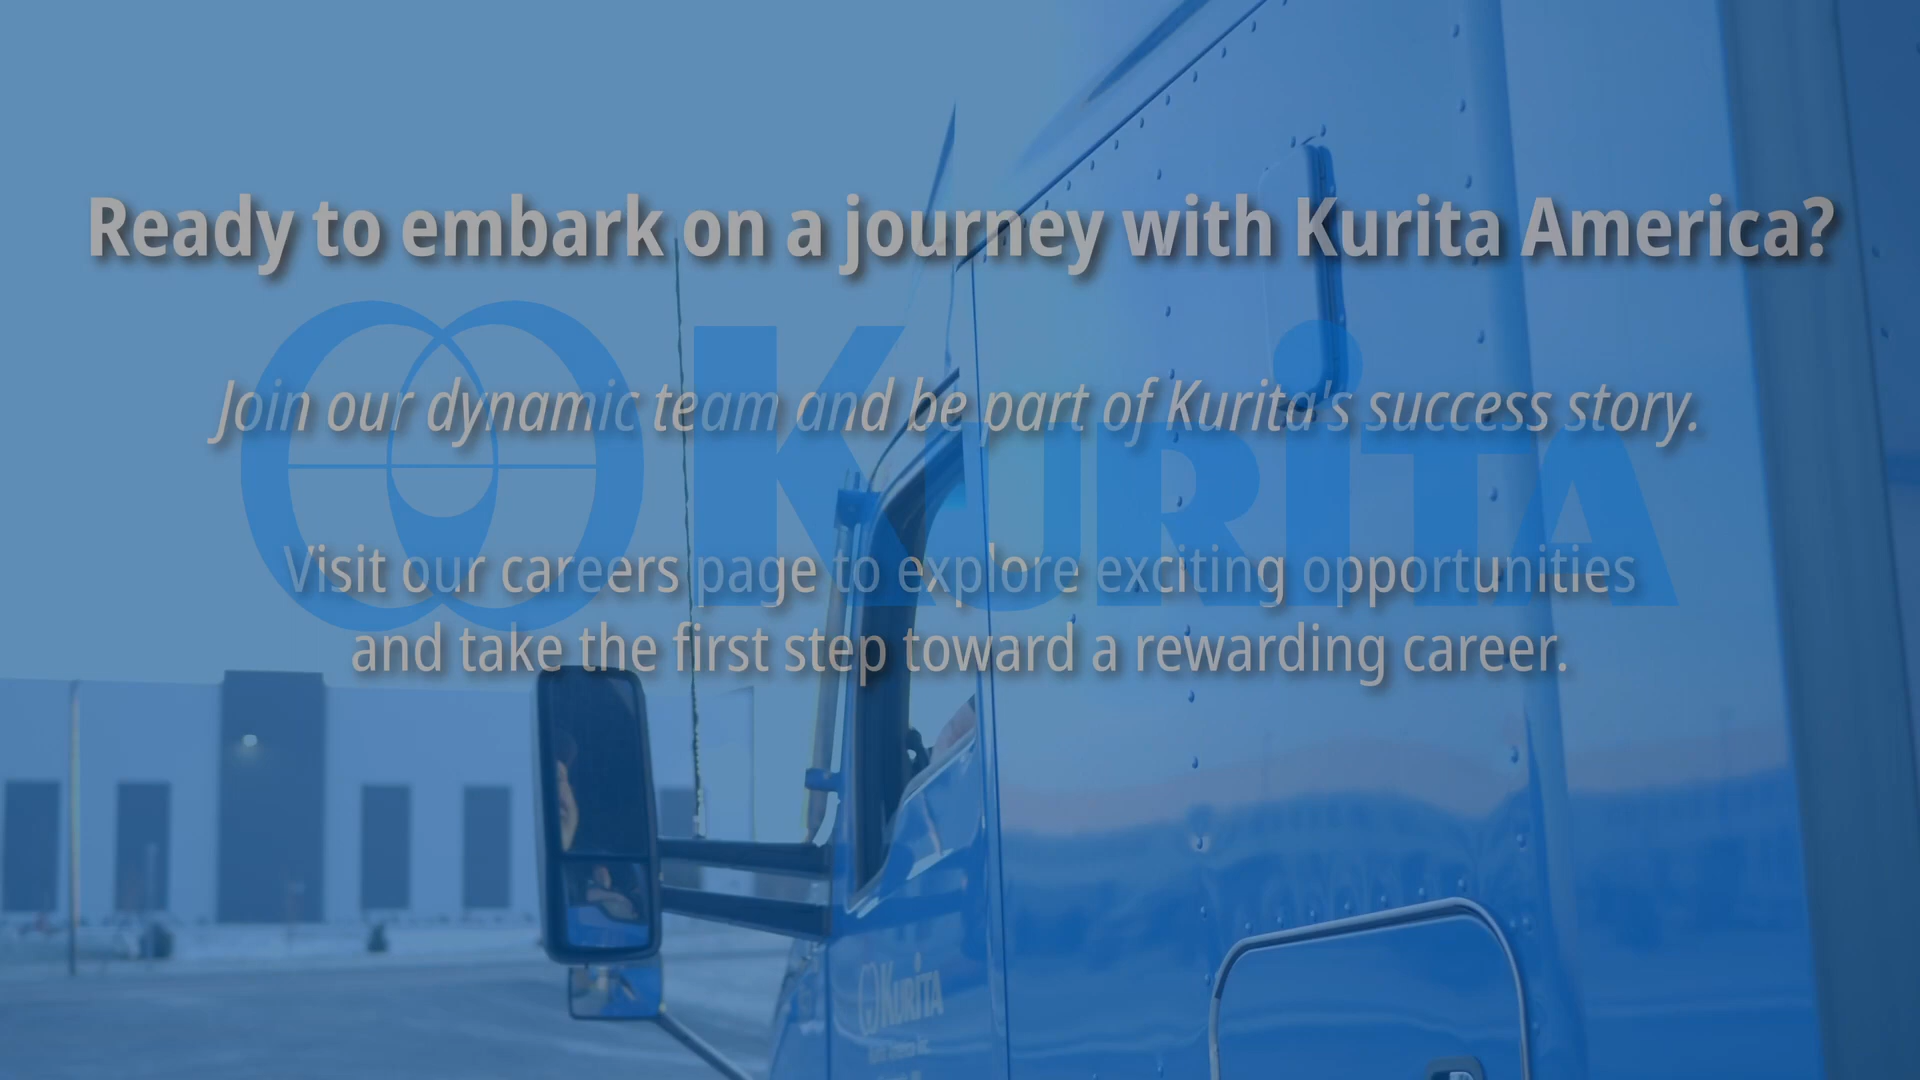 Ready to embark on a journey with Kurita America?
Join our dynamic team and be part of Kurita's success story.
KURITA
Visit our careers page to explore exciting opportunities
and take the first step toward a rewarding career.
KURITA